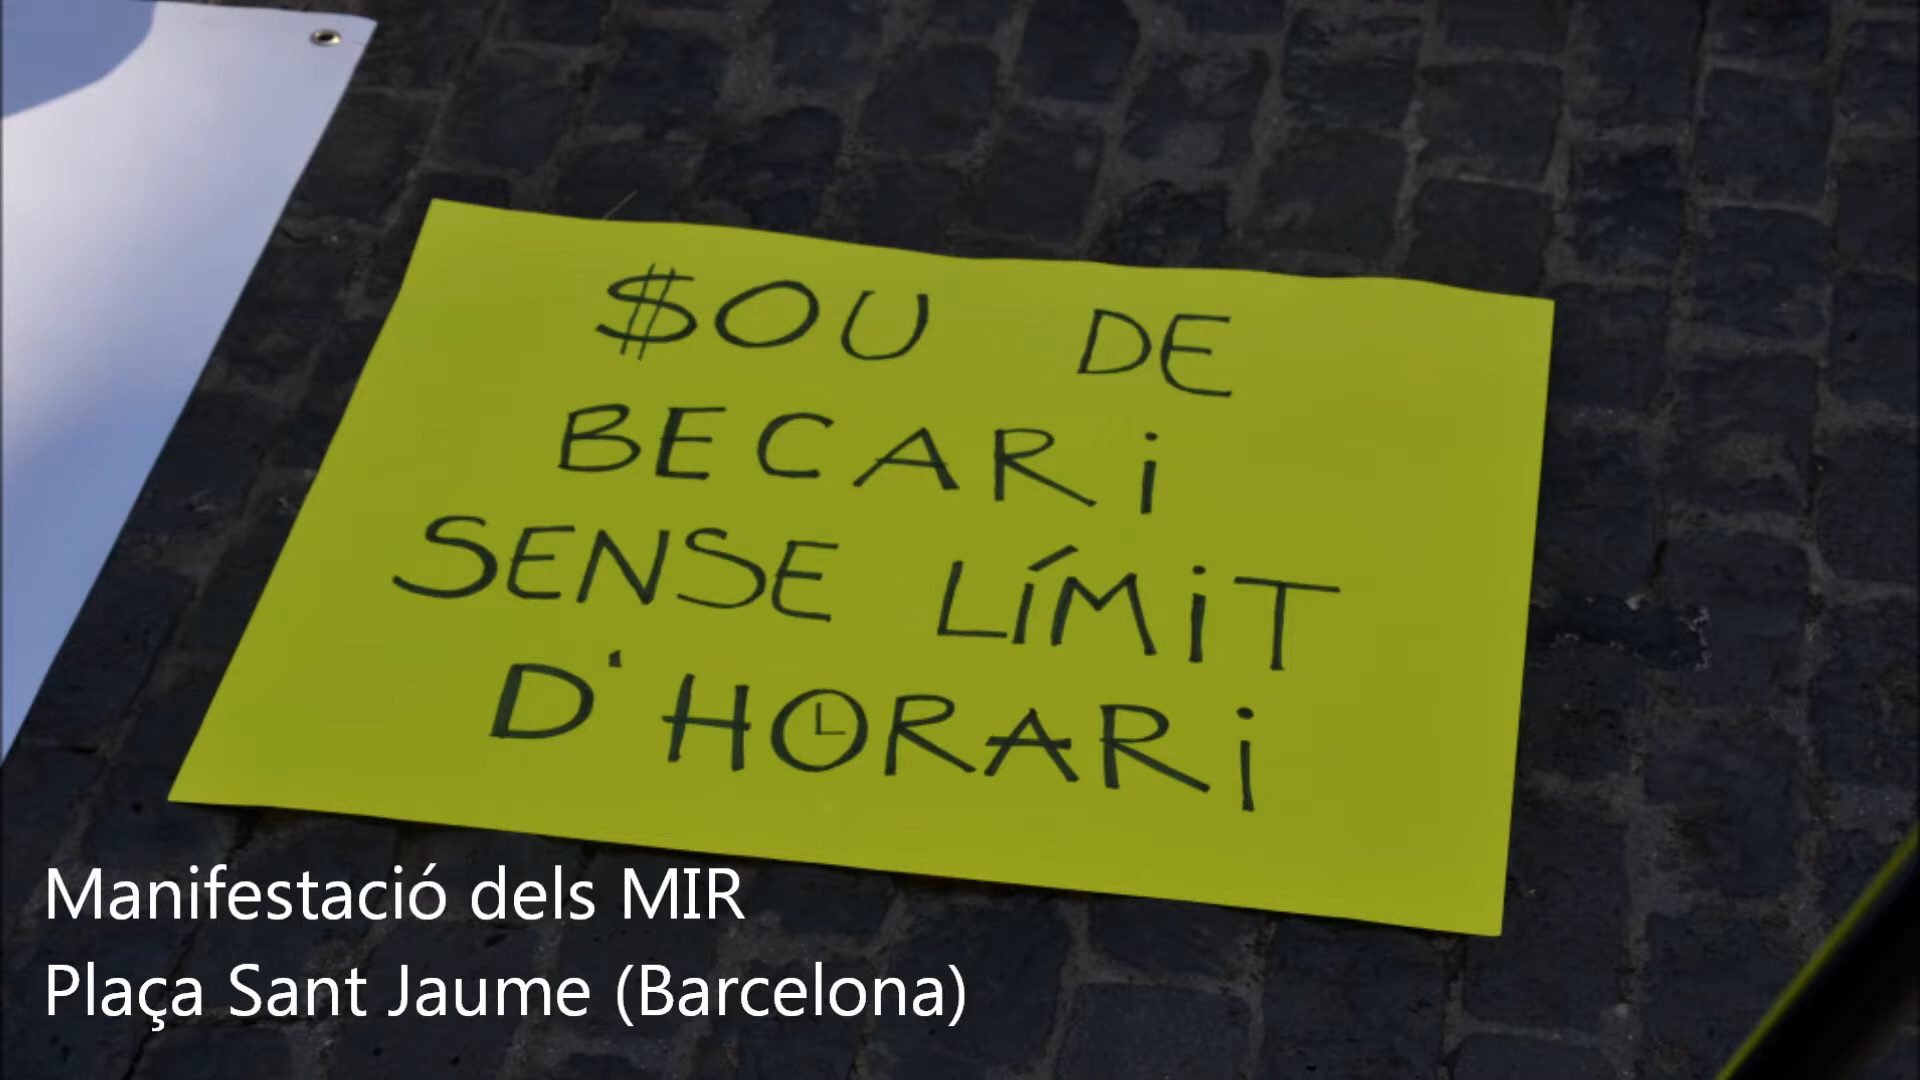 $OU DE
BECARi
SENSE LÍMiT
D'HORARi
Manifestació dels MIR
Plaça Sant Jaume (Barcelona)